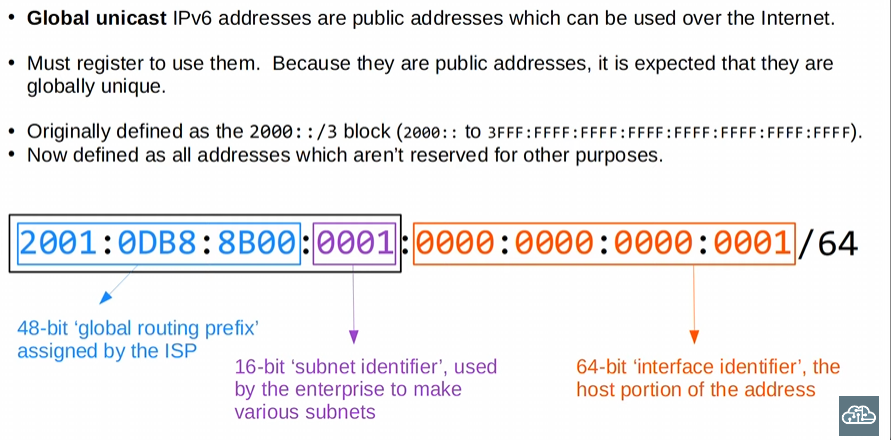 • Global unicast IPv6 addresses are public addresses which can be used over the Internet.
• Must register to use them.  Because they are public addresses, it is expected that they are
globally unique.
• Originally defined as the 2000::/3 block (2000:: to 3FFF:FFFF:FFFF:FFFF:FFFF:FFFF:FFFF:FFFF).
• Now defined as all addresses which aren’t reserved for other purposes.
2001:0DB8:8B00:0001:0000:0000:0000:0001/64
48-bit ‘global routing prefix’
assigned by the ISP
16-bit ‘subnet identifier’, used
by the enterprise to make
various subnets
64-bit ‘interface identifier’, the
host portion of the address